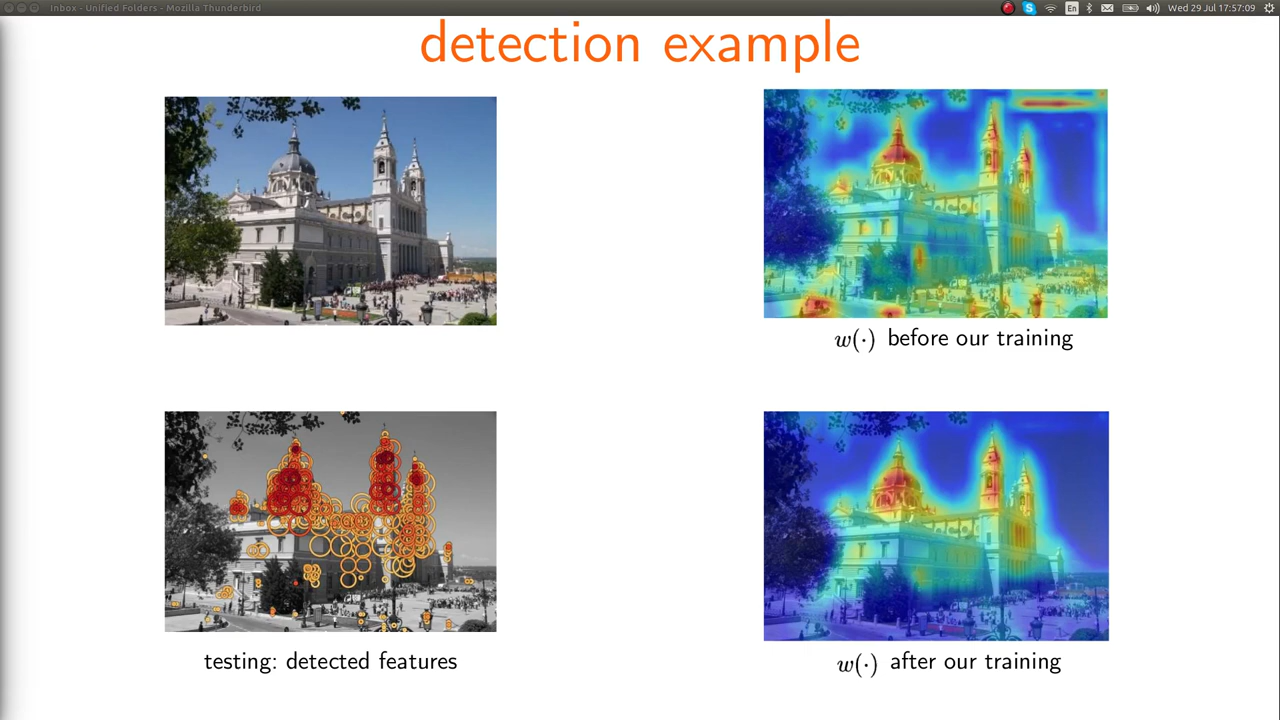 Inbox - Unified Folders - Mozilla Thunderbird
En
Wed 29 Jul 17:57:09
detection example
w(·) before our training
testing: detected features
w(·) after our training